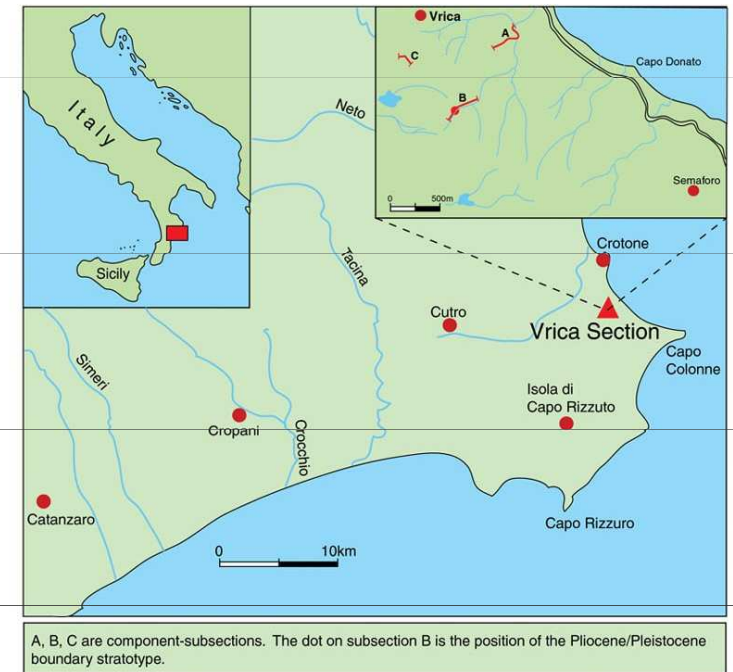 Italy
Sicily
Vrica
A
C
B
Capo Donato
Semaforo
0 500m
Neto
Tacina
Crotone
Cutro
Vrica Section
Capo
Colonne
Isola di
Capo Rizzuto
Simeri
Cropani
Crocchio
Catanzaro
Capo Rizzuro
0 10km
A, B, C are component-subsections. The dot on subsection B is the position of the Pliocene/Pleistocene
boundary stratotype.